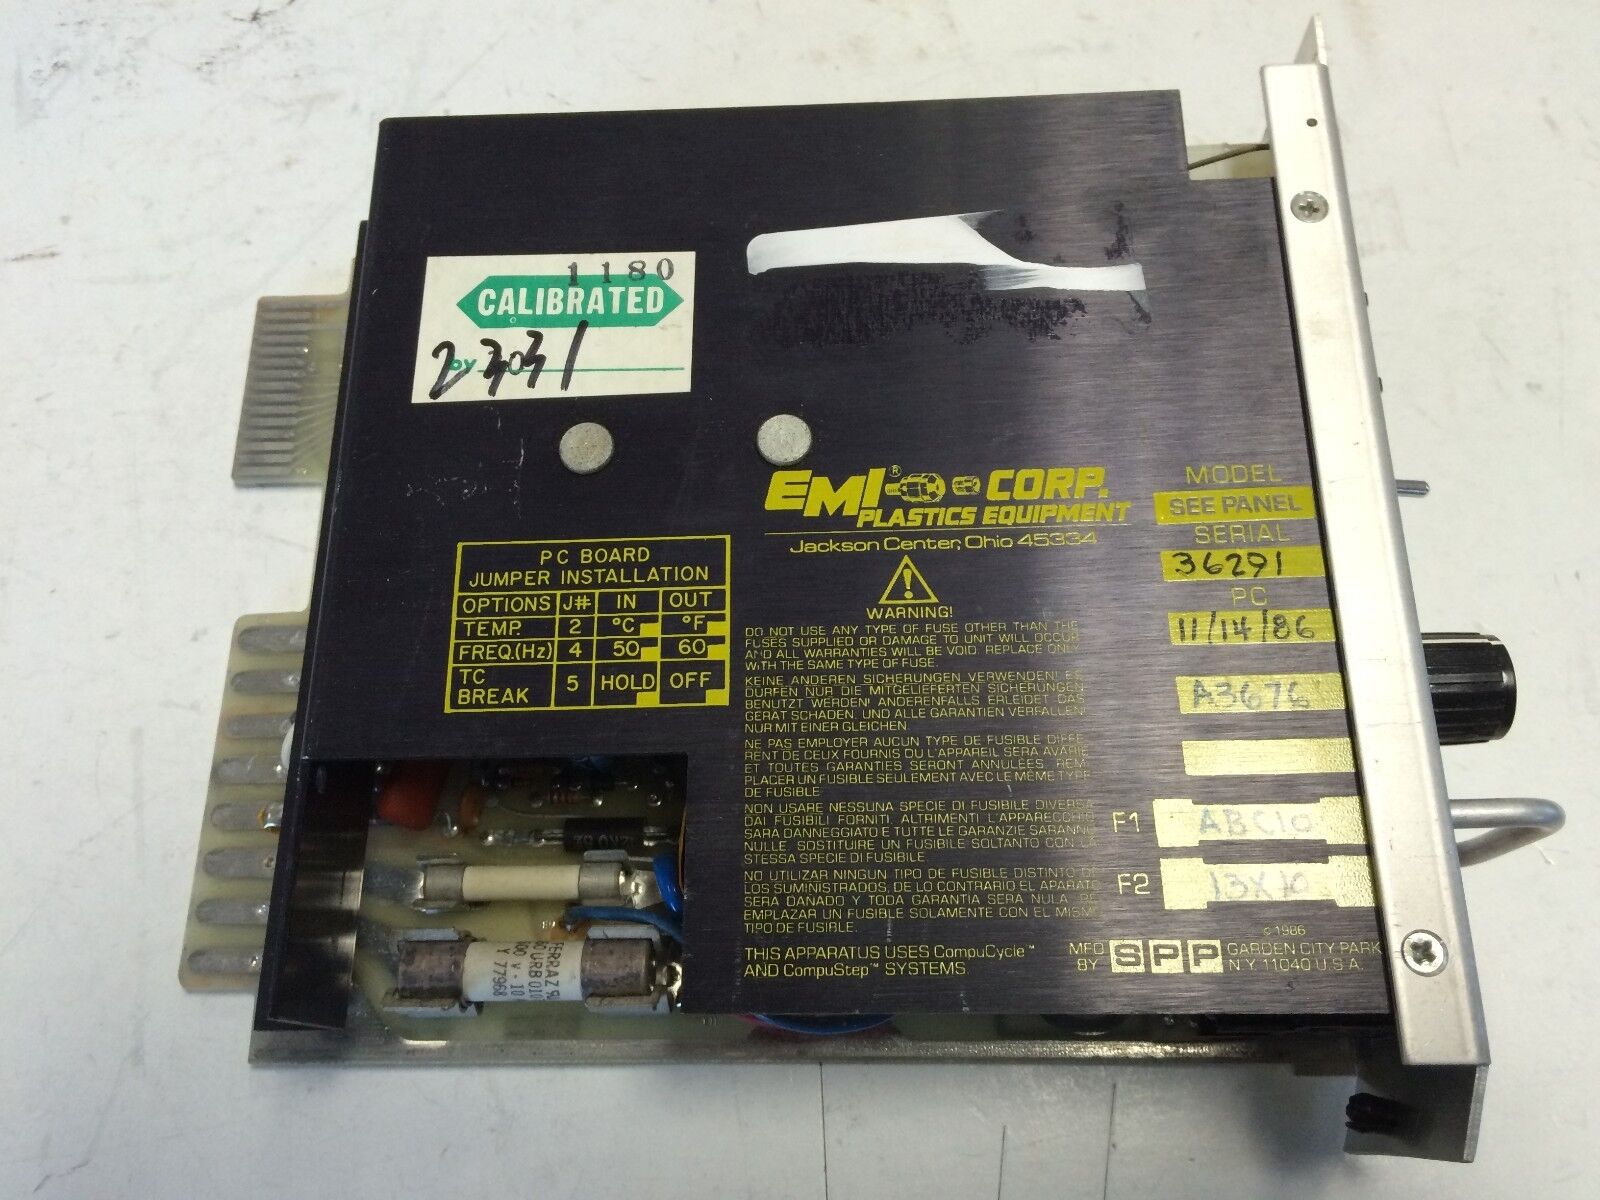 1180
CALIBRATED
by
23031
EMI® CORP.
PLASTICS EQUIPMENT
Jackson Center, Ohio 45334
MODEL
SEE PANEL
SERIAL
36291
PC
11/14/86
A3676
F1 ABC10
F2 13X10
PC BOARD
JUMPER INSTALLATION
OPTIONS J# IN OUT
TEMP. 2 °C °F
FREQ.(Hz) 4 50 60
TC
BREAK 5 HOLD OFF
WARNING!
DO NOT USE ANY TYPE OF FUSE OTHER THAN THE
FUSES SUPPLIED OR DAMAGE TO UNIT WILL OCCUR
AND ALL WARRANTIES WILL BE VOID. REPLACE ONLY
WITH THE SAME TYPE OF FUSE.
KEINE ANDEREN SICHERUNGEN VERWENDEN! ES
DÜRFEN NUR DIE MITGELIEFERTEN SICHERUNGEN
BENUTZT WERDEN! ANDERENFALLS ERLEIDET DAS
GERÄT SCHADEN, UND ALLE GARANTIEN VERFALLEN!
NUR MIT EINER GLEICHEN.
NE PAS EMPLOYER AUCUN TYPE DE FUSIBLE DIFFE-
RENT DE CEUX FOURNIS OU L'APPAREIL SERA AVARIE
ET TOUTES GARANTIES SERONT ANNULÉES. REM-
PLACER UN FUSIBLE SEULEMENT AVEC LE MÊME TYPE
DE FUSIBLE
NON USARE NESSUNA SPECIE DI FUSIBILE DIVERSA
DAI FUSIBILI FORNITI. ALTRIMENTI L'APPARECCHIO
SARÀ DANNEGGIATO E TUTTE LE GARANZIE SARANNO
NULLE. SOSTITUIRE UN FUSIBILE SOLTANTO CON LA
STESSA SPECIE DI FUSIBILE.
NO UTILIZAR NINGUN TIPO DE FUSIBLE DISTINTO DE
LOS SUMINISTRADOS, DE LO CONTRARIO EL APARATO
SERA DAÑADO Y TODA GARANTIA SERA NULA. RE-
EMPLAZAR UN FUSIBLE SOLAMENTE CON EL MISMO
TIPO DE FUSIBLE.
THIS APPARATUS USES CompuCycle™
AND CompuStep™ SYSTEMS.
© 1986
MFD BY SPP GARDEN CITY PARK
N.Y. 11040 U.S.A.
FERRAZ
URB 010
Y 77968